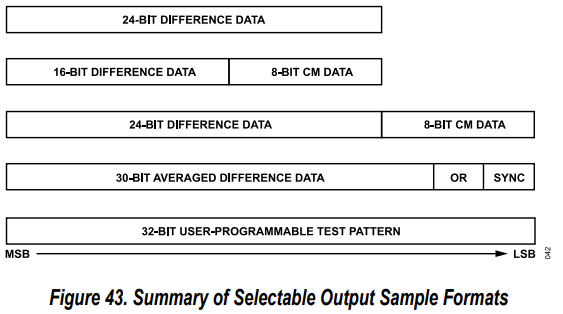 24-BIT DIFFERENCE DATA
16-BIT DIFFERENCE DATA 8-BIT CM DATA
24-BIT DIFFERENCE DATA 8-BIT CM DATA
30-BIT AVERAGED DIFFERENCE DATA OR SYNC
32-BIT USER-PROGRAMMABLE TEST PATTERN
MSB LSB
042
Figure 43. Summary of Selectable Output Sample Formats